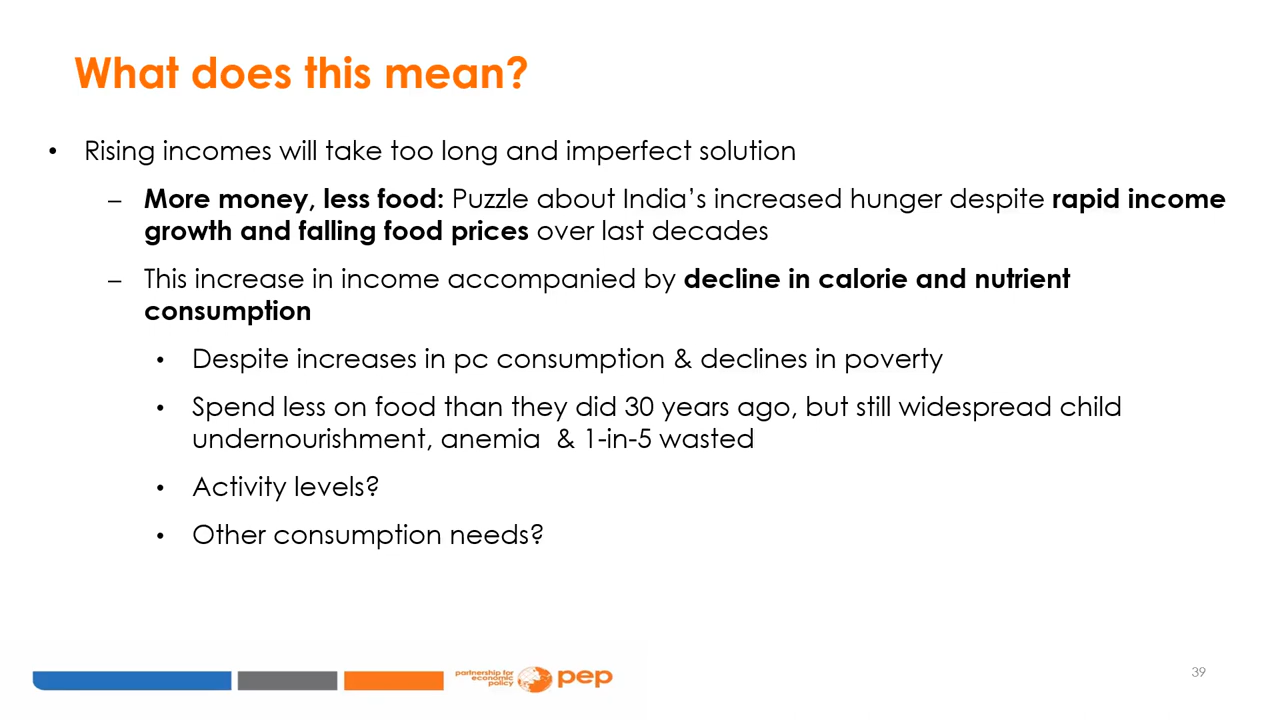 What does this mean?
• Rising incomes will take too long and imperfect solution
– More money, less food: Puzzle about India’s increased hunger despite rapid income
growth and falling food prices over last decades
– This increase in income accompanied by decline in calorie and nutrient
consumption
• Despite increases in pc consumption & declines in poverty
• Spend less on food than they did 30 years ago, but still widespread child
undernourishment, anemia  & 1-in-5 wasted
• Activity levels?
• Other consumption needs?
partnership for
economic
policy
pep
39